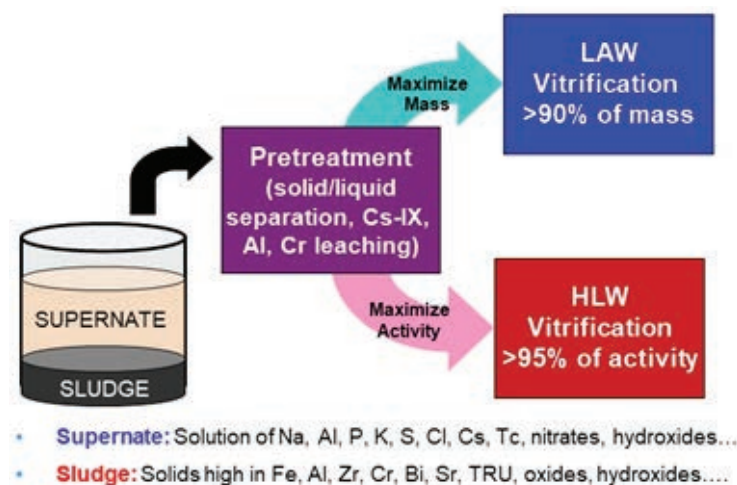 LAW
Vitrification
>90% of mass
Maximize
Mass
Pretreatment
(solid/liquid
separation, Cs-IX,
Al, Cr leaching)
Maximize
Activity
HLW
Vitrification
>95% of activity
SUPERNATE
SLUDGE
• Supernate: Solution of Na, Al, P, K, S, Cl, Cs, Tc, nitrates, hydroxides…
• Sludge: Solids high in Fe, Al, Zr, Cr, Bi, Sr, TRU, oxides, hydroxides….